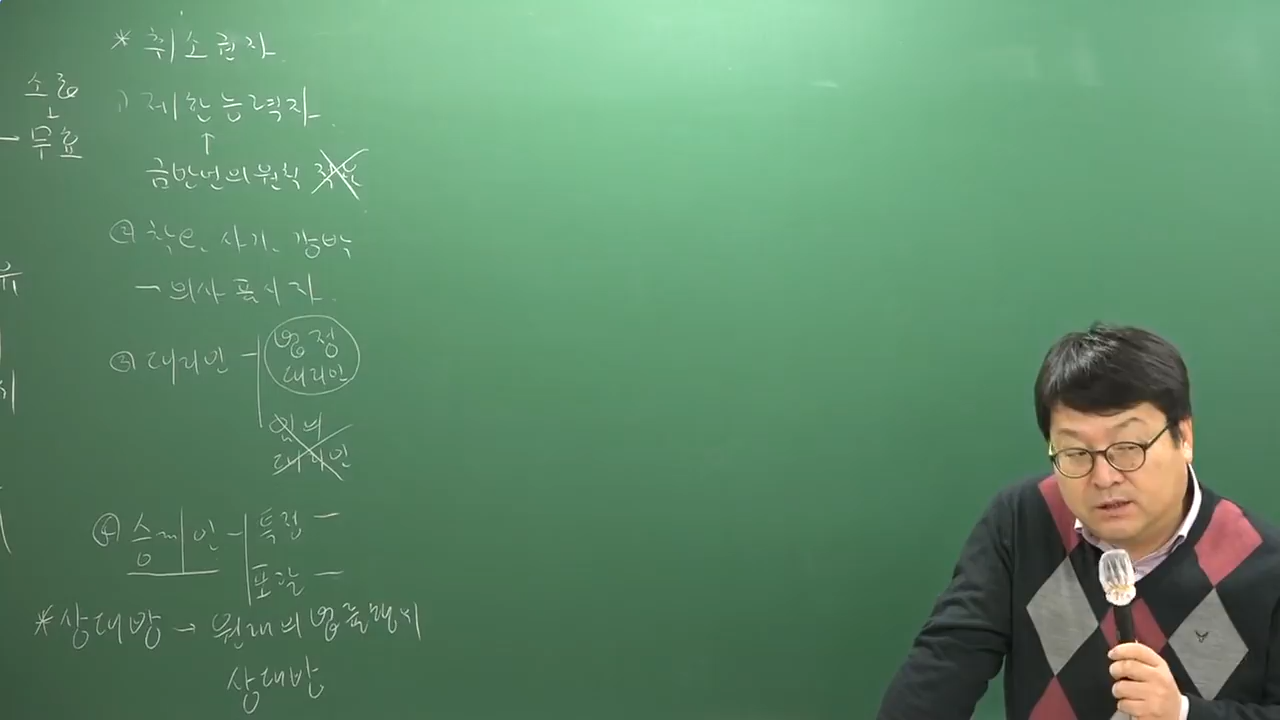 * 취소권자
소급
→ 무효
1) 제한능력자
↑
금반언의 원칙
② 착오, 사기, 강박
ㅡ 의사표시자
③ 대리인 ㅡ 법정
대리인
임의
대리인
④ 승계인 ㅡ 특정 ㅡ
포괄 ㅡ
* 상대방 → 원래의 법률행위
상대방